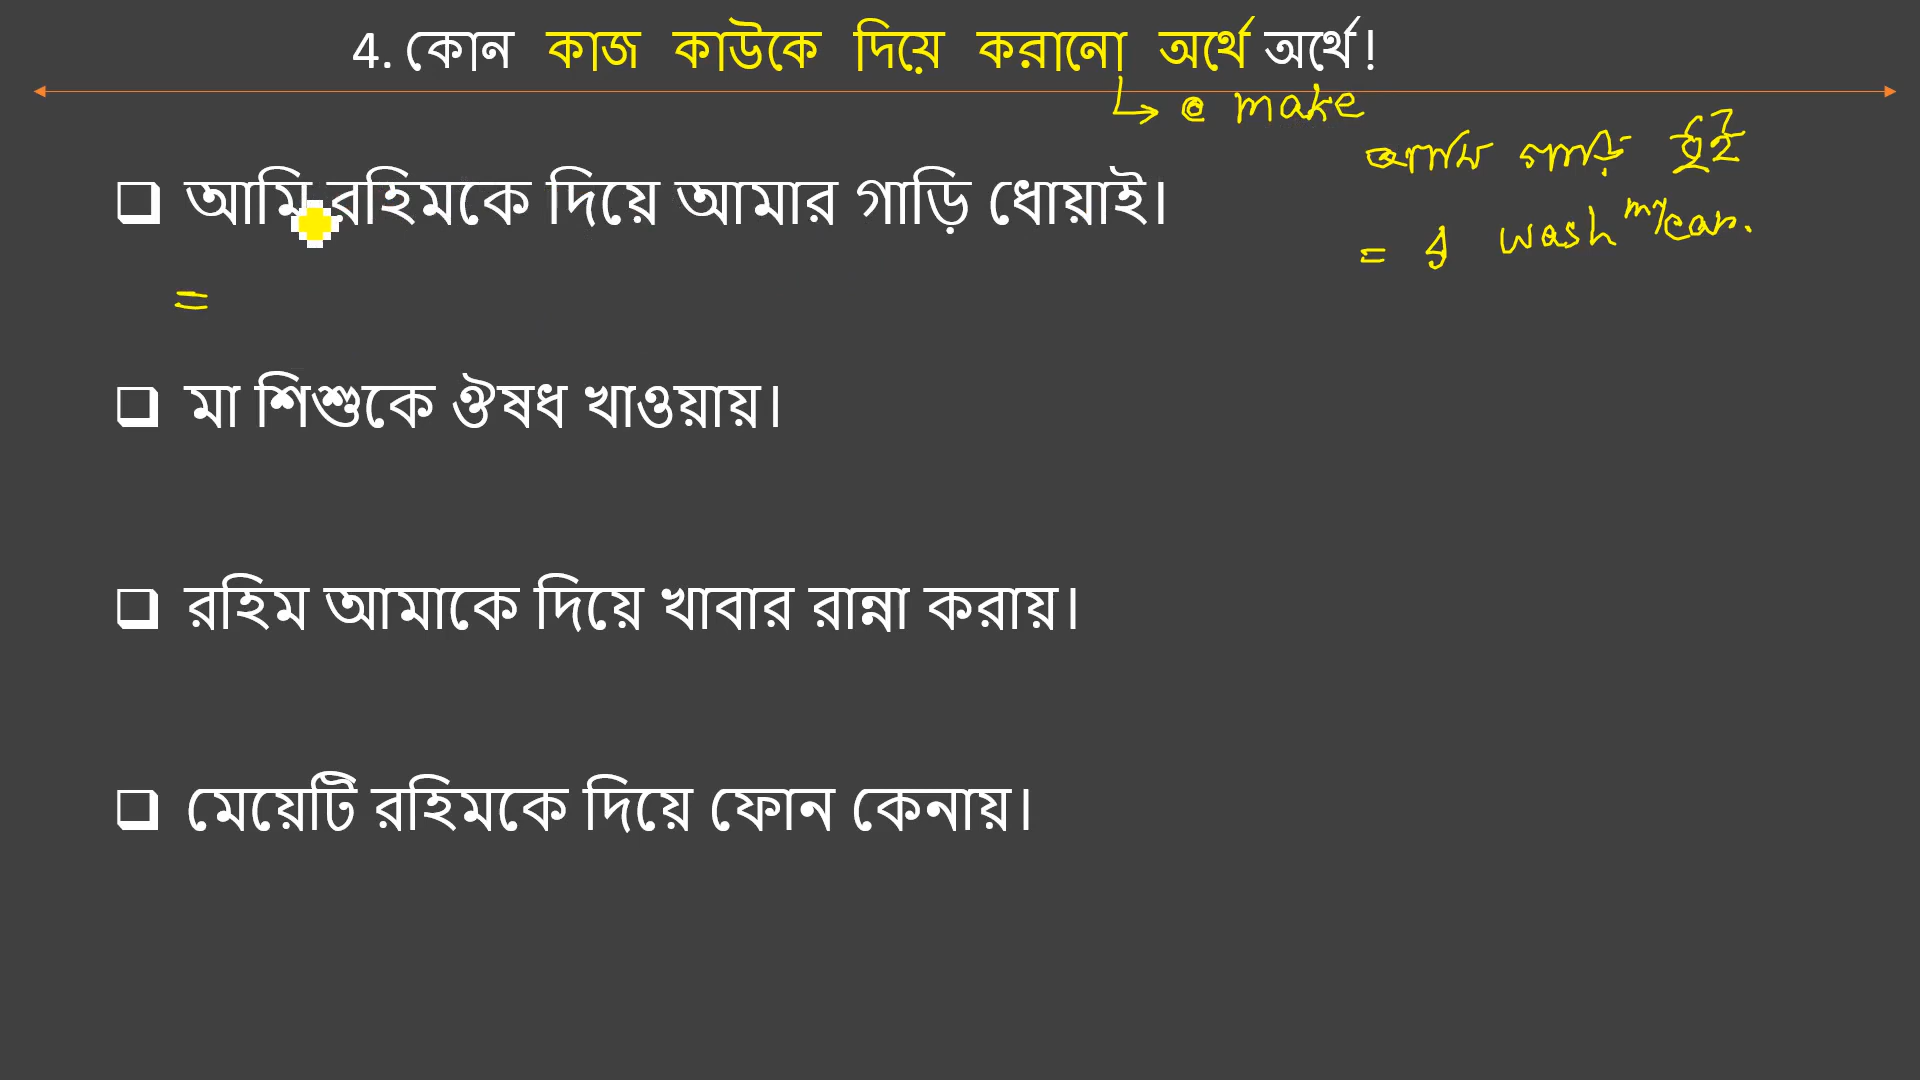 4. কোন কাজ কাউকে দিয়ে করানো অর্থে অর্থে!
↳ @ make
আমি গাড়ি ধুই
= I wash my car.
❑ আমি রহিমকে দিয়ে আমার গাড়ি ধোয়াই।
=
❑ মা শিশুকে ঔষধ খাওয়ায়।
❑ রহিম আমাকে দিয়ে খাবার রান্না করায়।
❑ মেয়েটি রহিমকে দিয়ে ফোন কেনায়।